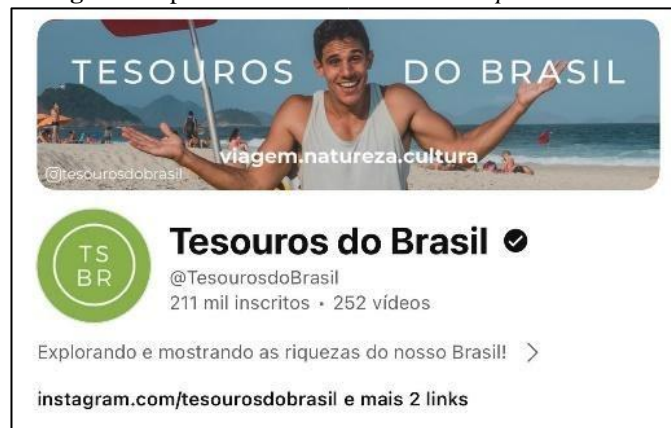 TESOUROS DO BRASIL
viagem.natureza.cultura
@tesourosdobrasil
TS
BR
Tesouros do Brasil
@TesourosdoBrasil
211 mil inscritos • 252 vídeos
Explorando e mostrando as riquezas do nosso Brasil! >
instagram.com/tesourosdobrasil e mais 2 links